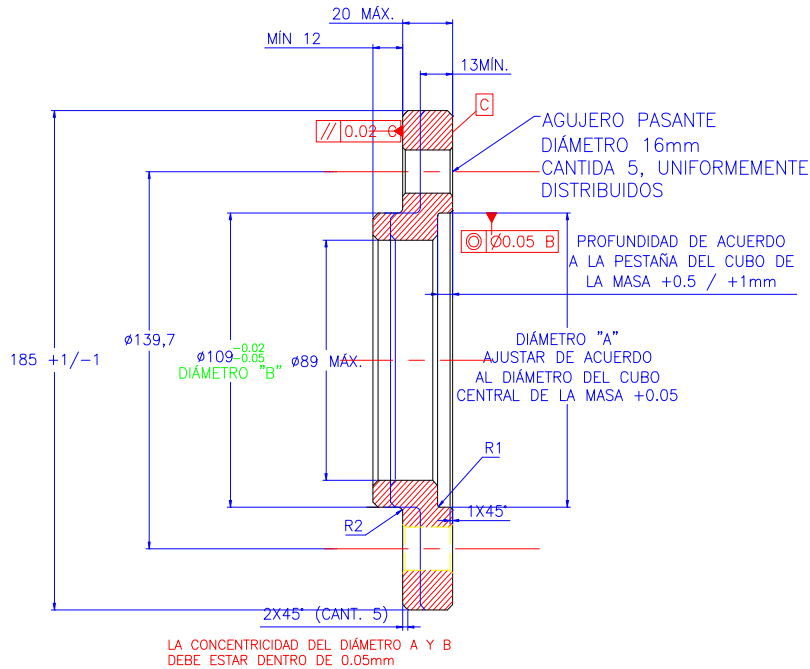 20 MÁX.
MÍN 12
13MÍN.
C
// 0.02 C
AGUJERO PASANTE
DIÁMETRO 16mm
CANTIDA 5, UNIFORMEMENTE
DISTRIBUIDOS
◎ Ø0.05 B
PROFUNDIDAD DE ACUERDO
A LA PESTAÑA DEL CUBO DE
LA MASA +0.5 / +1mm
185 +1/-1
Ø139,7
Ø109 -0.02 -0.05
DIÁMETRO "B"
Ø89 MÁX.
DIÁMETRO "A"
AJUSTAR DE ACUERDO
AL DIÁMETRO DEL CUBO
CENTRAL DE LA MASA +0.05
R1
R2
1X45°
2X45° (CANT. 5)
LA CONCENTRICIDAD DEL DIÁMETRO A Y B
DEBE ESTAR DENTRO DE 0.05mm